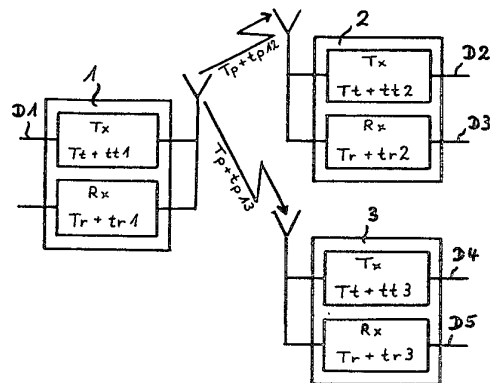 1
D1
Tx
Tt + tt1
Rx
Tr + tr1
Tp+tp12
Tp+tp13
2
Tx
Tt + tt2
D2
Rx
Tr + tr2
D3
3
Tx
Tt + tt3
D4
Rx
Tr + tr3
D5